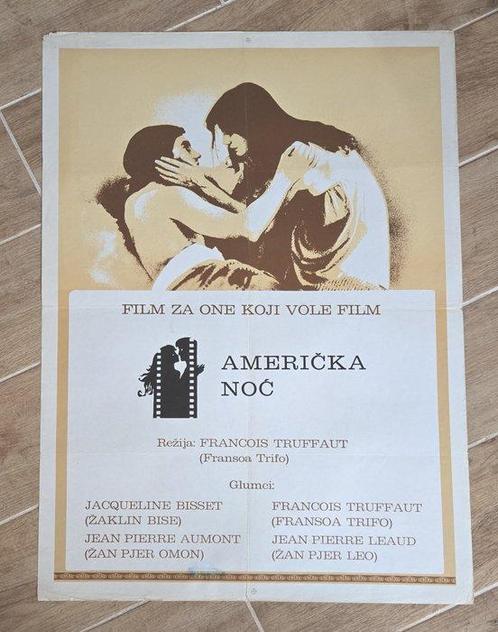 FILM ZA ONE KOJI VOLE FILM
AMERIČKA
NOĆ
Režija: FRANCOIS TRUFFAUT
(Fransoa Trifo)
Glumci:
JACQUELINE BISSET
(ŽAKLIN BISE)
JEAN PIERRE AUMONT
(ŽAN PJER OMON)
FRANCOIS TRUFFAUT
(FRANSOA TRIFO)
JEAN PIERRE LEAUD
(ŽAN PJER LEO)